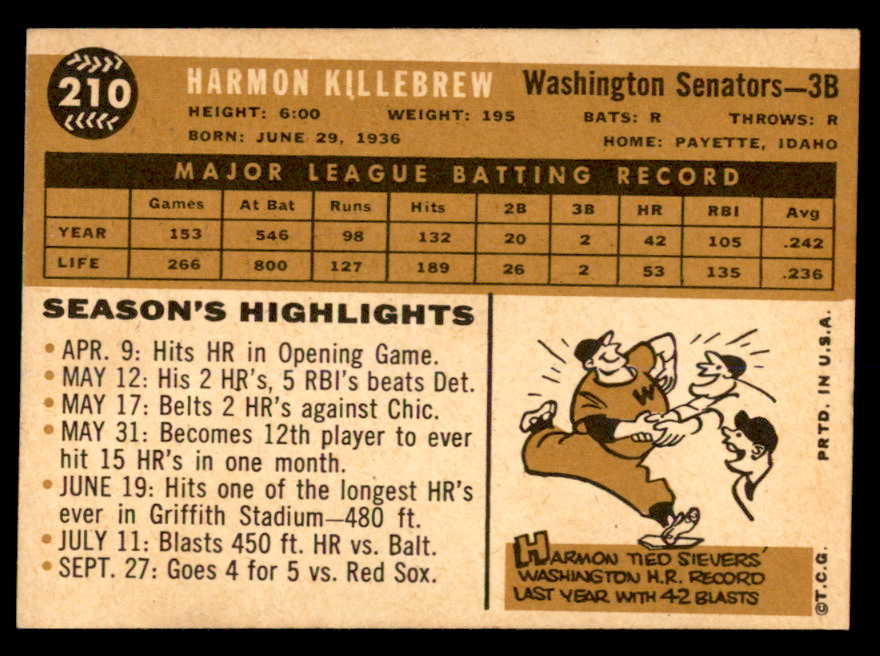 210
HARMON KILLEBREW Washington Senators—3B
HEIGHT: 6:00 WEIGHT: 195 BATS: R THROWS: R
BORN: JUNE 29, 1936 HOME: PAYETTE, IDAHO
MAJOR LEAGUE BATTING RECORD
Games At Bat Runs Hits 2B 3B HR RBI Avg
YEAR 153 546 98 132 20 2 42 105 .242
LIFE 266 800 127 189 26 2 53 135 .236
SEASON'S HIGHLIGHTS
• APR. 9: Hits HR in Opening Game.
• MAY 12: His 2 HR's, 5 RBI's beats Det.
• MAY 17: Belts 2 HR's against Chic.
• MAY 31: Becomes 12th player to ever
hit 15 HR's in one month.
• JUNE 19: Hits one of the longest HR's
ever in Griffith Stadium—480 ft.
• JULY 11: Blasts 450 ft. HR vs. Balt.
• SEPT. 27: Goes 4 for 5 vs. Red Sox.
W
HARMON TIED SIEVERS'
WASHINGTON H.R. RECORD
LAST YEAR WITH 42 BLASTS
©T.C.G. PRTD. IN U.S.A.